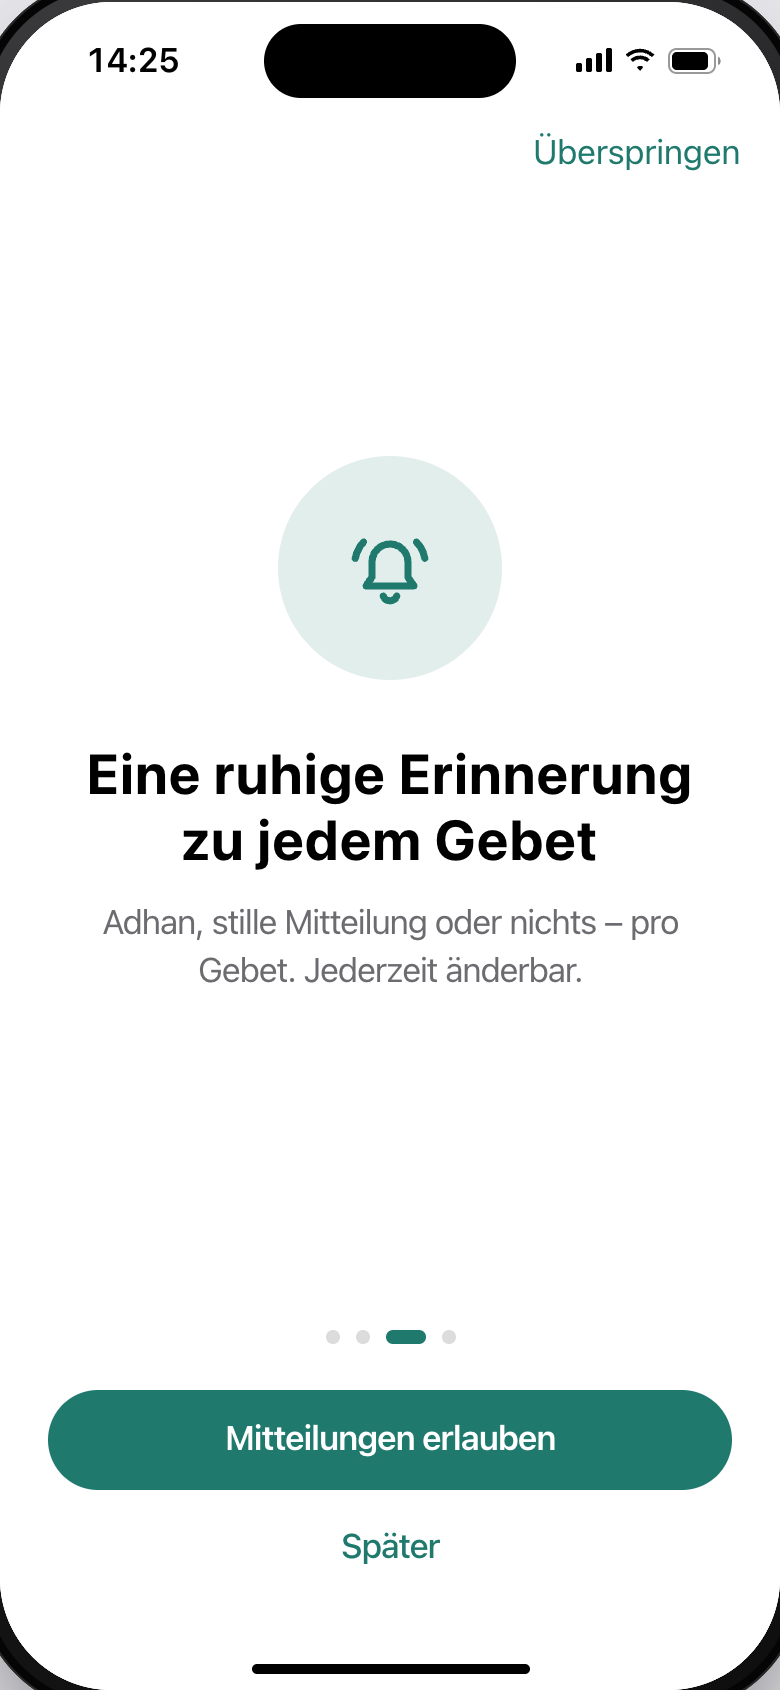 14:25
Überspringen
Eine ruhige Erinnerung
zu jedem Gebet
Adhan, stille Mitteilung oder nichts – pro
Gebet. Jederzeit änderbar.
Mitteilungen erlauben
Später